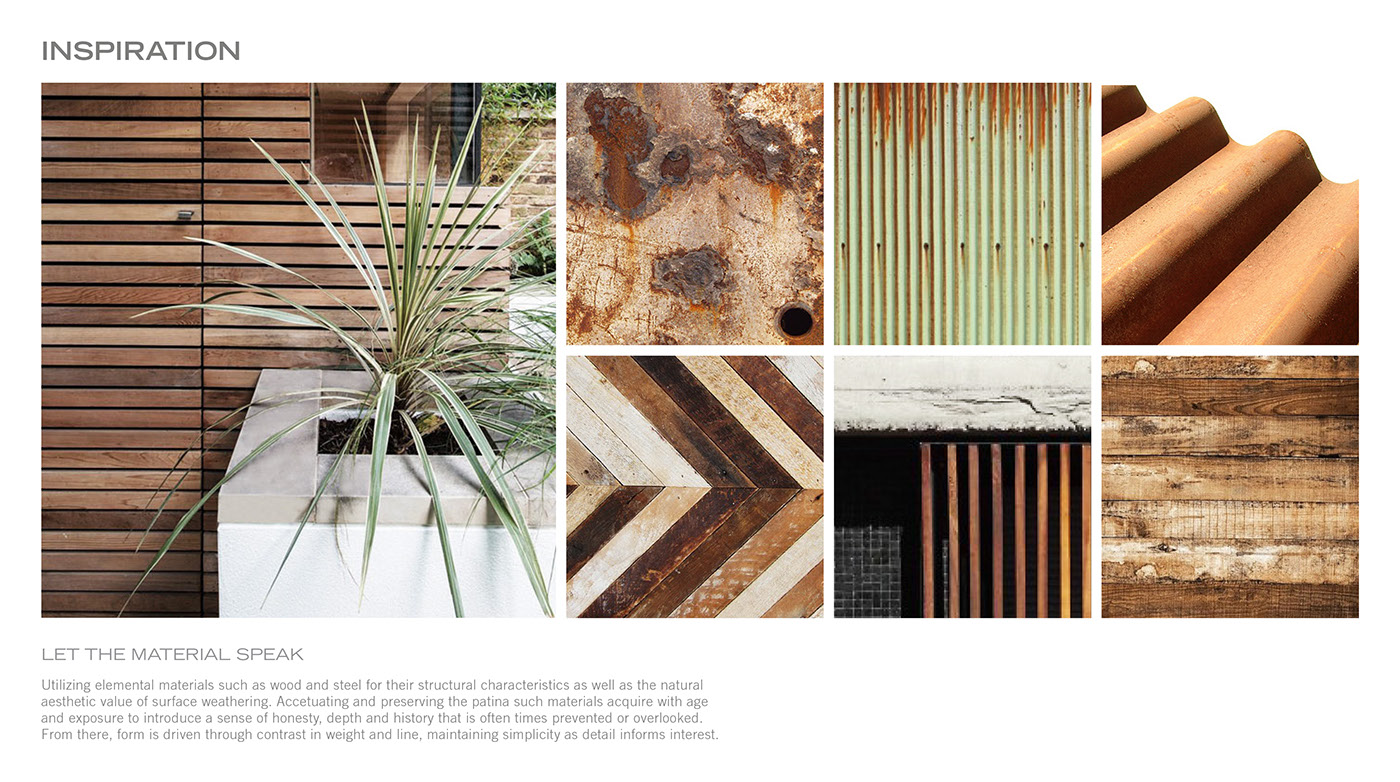 INSPIRATION
LET THE MATERIAL SPEAK
Utilizing elemental materials such as wood and steel for their structural characteristics as well as the natural
aesthetic value of surface weathering. Accetuating and preserving the patina such materials acquire with age
and exposure to introduce a sense of honesty, depth and history that is often times prevented or overlooked.
From there, form is driven through contrast in weight and line, maintaining simplicity as detail informs interest.